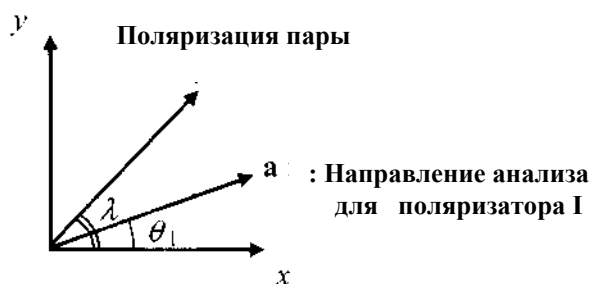 y
Поляризация пары
a : Направление анализа
для поляризатора I
λ
θ₁
x